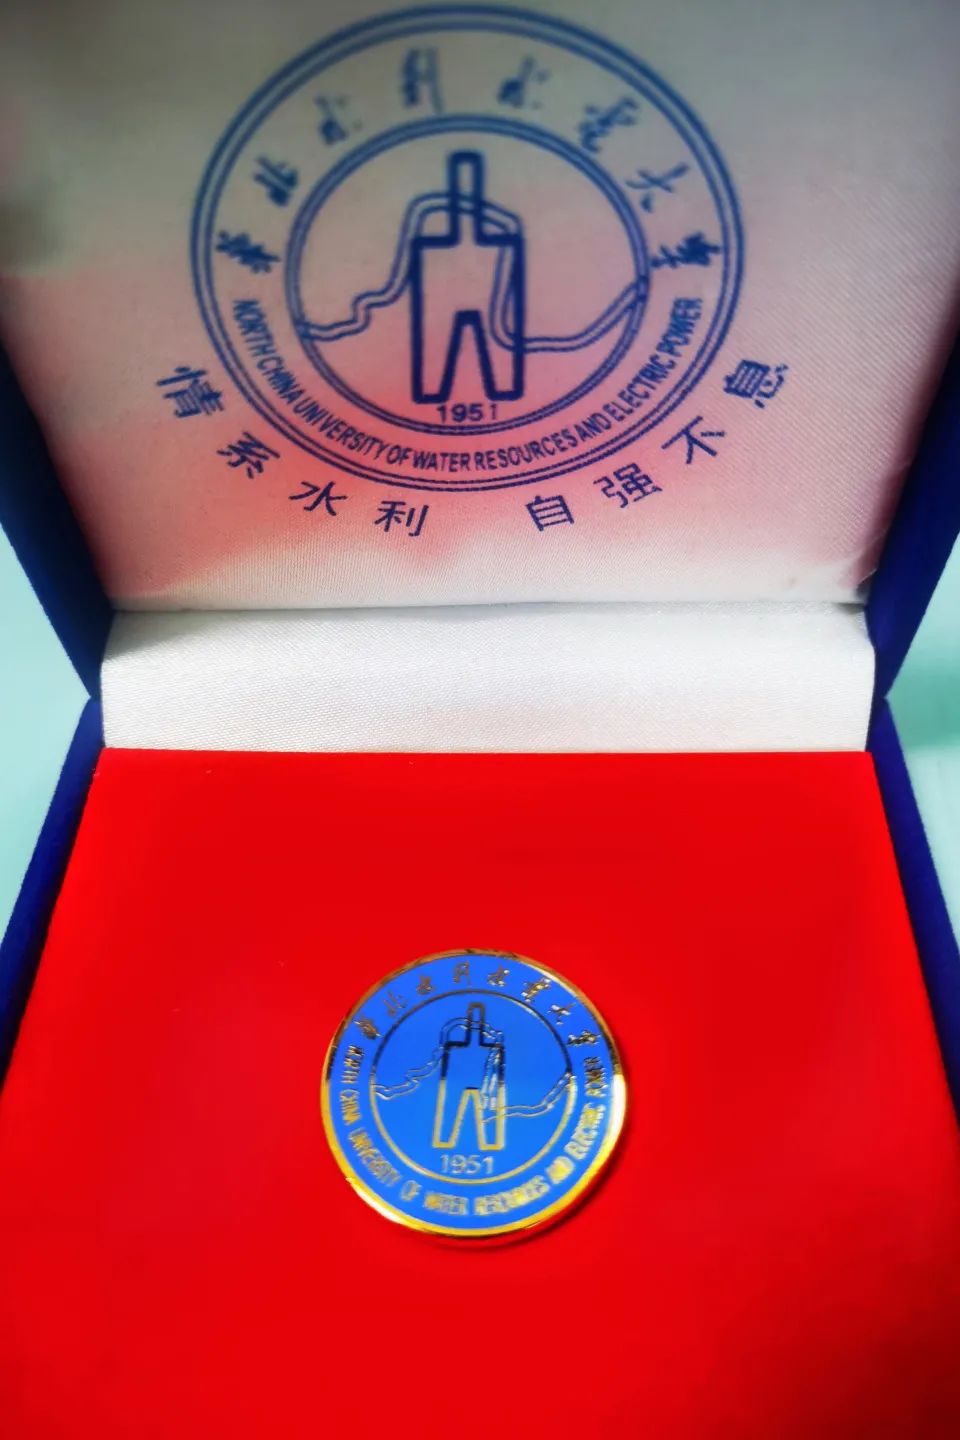 华北水利水电大学
1951
NORTH CHINA UNIVERSITY OF WATER RESOURCES AND ELECTRIC POWER
情系水利 自强不息
华北水利水电大学
1951
NORTH CHINA UNIVERSITY OF WATER RESOURCES AND ELECTRIC POWER